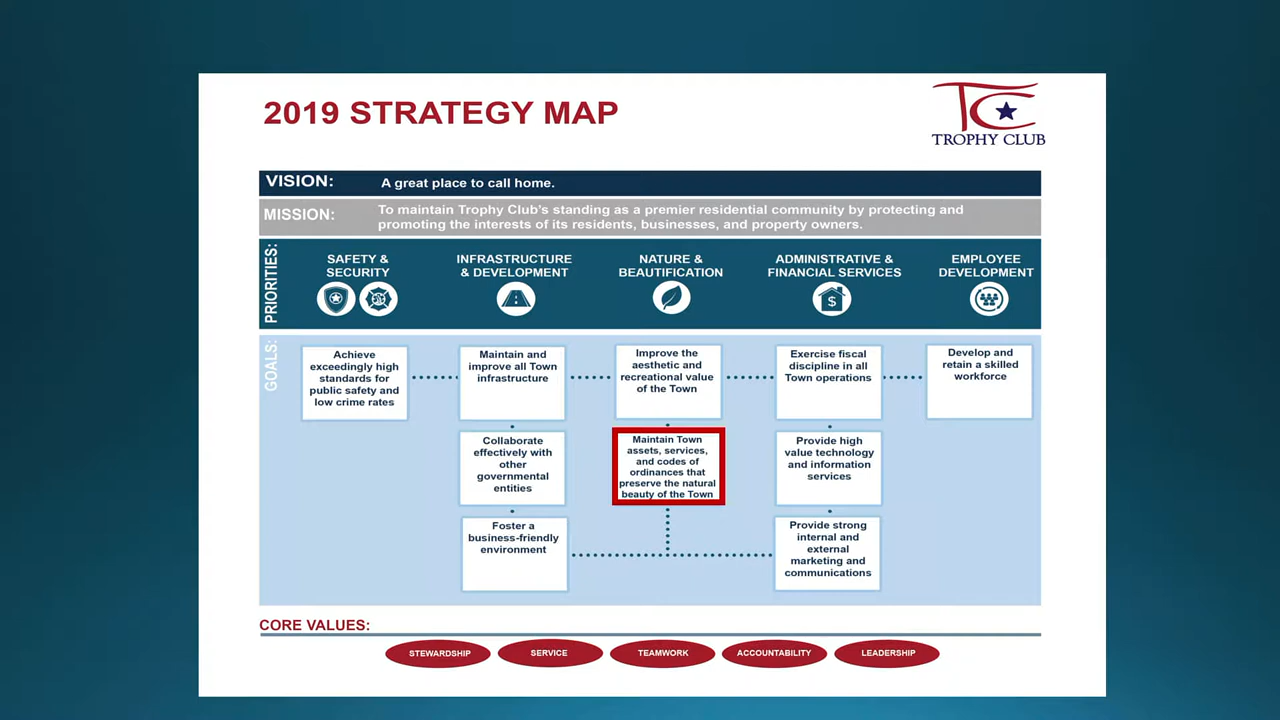 2019 STRATEGY MAP
TC
TROPHY CLUB
VISION:
A great place to call home.
MISSION:
To maintain Trophy Club's standing as a premier residential community by protecting and
promoting the interests of its residents, businesses, and property owners.
PRIORITIES:
SAFETY &
SECURITY
INFRASTRUCTURE
& DEVELOPMENT
NATURE &
BEAUTIFICATION
ADMINISTRATIVE &
FINANCIAL SERVICES
$
EMPLOYEE
DEVELOPMENT
GOALS:
Achieve
exceedingly high
standards for
public safety and
low crime rates
Maintain and
improve all Town
infrastructure
Improve the
aesthetic and
recreational value
of the Town
Exercise fiscal
discipline in all
Town operations
Develop and
retain a skilled
workforce
Collaborate
effectively with
other
governmental
entities
Maintain Town
assets, services,
and codes of
ordinances that
preserve the natural
beauty of the Town
Provide high
value technology
and information
services
Foster a
business-friendly
environment
Provide strong
internal and
external
marketing and
communications
CORE VALUES:
STEWARDSHIP
SERVICE
TEAMWORK
ACCOUNTABILITY
LEADERSHIP